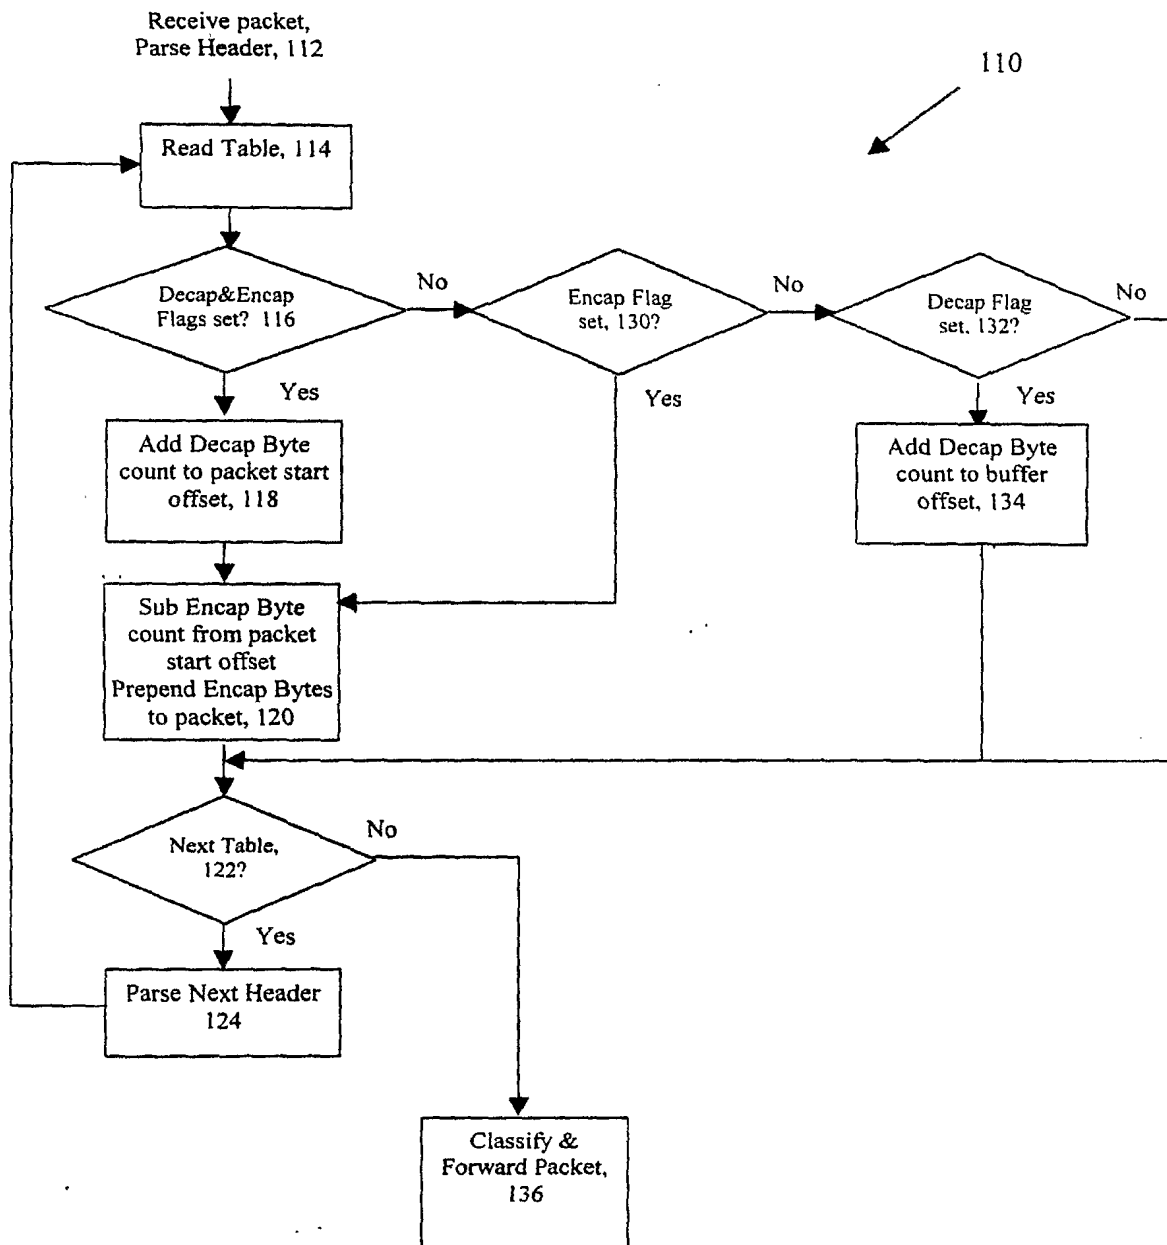 Receive packet,
Parse Header, 112
110
Read Table, 114
Decap&Encap
Flags set? 116
No
Encap Flag
set, 130?
No
Decap Flag
set, 132?
No
Yes
Yes
Yes
Add Decap Byte
count to packet start
offset, 118
Add Decap Byte
count to buffer
offset, 134
Sub Encap Byte
count from packet
start offset
Prepend Encap Bytes
to packet, 120
Next Table,
122?
No
Yes
Parse Next Header
124
Classify &
Forward Packet,
136